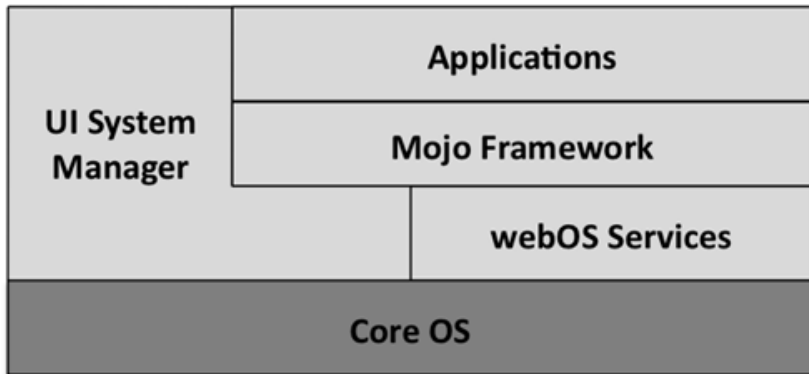 Applications
UI System
Manager
Mojo Framework
webOS Services
Core OS